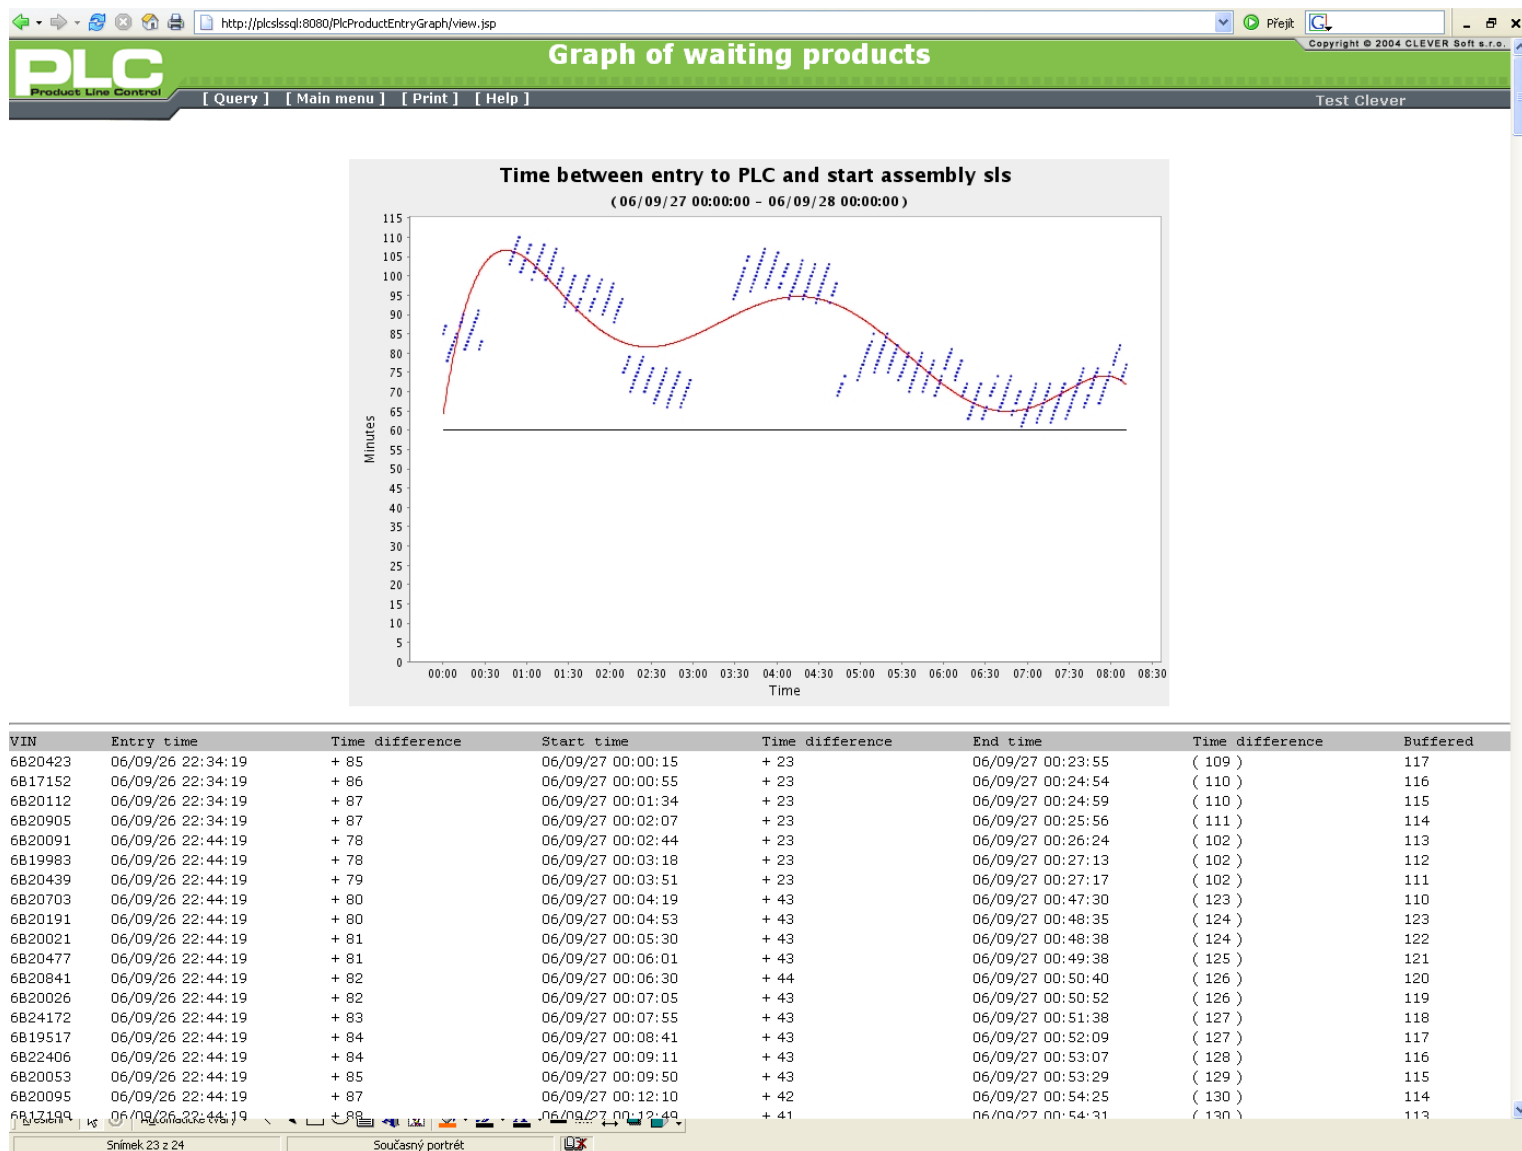 http://plcslssql:8080/PlcProductEntryGraph/view.jsp Přejít
Copyright © 2004 CLEVER Soft s.r.o.
Graph of waiting products
PLC
Product Line Control
[ Query ] [ Main menu ] [ Print ] [ Help ] Test Clever
Time between entry to PLC and start assembly sls
( 06/09/27 00:00:00 – 06/09/28 00:00:00 )
115
110
105
100
95
90
85
80
75
70
65
60
55
50
45
40
35
30
25
20
15
10
5
0
Minutes
00:00 00:30 01:00 01:30 02:00 02:30 03:00 03:30 04:00 04:30 05:00 05:30 06:00 06:30 07:00 07:30 08:00 08:30
Time
VIN Entry time Time difference Start time Time difference End time Time difference Buffered
6B20423 06/09/26 22:34:19 + 85 06/09/27 00:00:15 + 23 06/09/27 00:23:55 ( 109 ) 117
6B17152 06/09/26 22:34:19 + 86 06/09/27 00:00:55 + 23 06/09/27 00:24:54 ( 110 ) 116
6B20112 06/09/26 22:34:19 + 87 06/09/27 00:01:34 + 23 06/09/27 00:24:59 ( 110 ) 115
6B20905 06/09/26 22:34:19 + 87 06/09/27 00:02:07 + 23 06/09/27 00:25:56 ( 111 ) 114
6B20091 06/09/26 22:44:19 + 78 06/09/27 00:02:44 + 23 06/09/27 00:26:24 ( 102 ) 113
6B19983 06/09/26 22:44:19 + 78 06/09/27 00:03:18 + 23 06/09/27 00:27:13 ( 102 ) 112
6B20439 06/09/26 22:44:19 + 79 06/09/27 00:03:51 + 23 06/09/27 00:27:17 ( 102 ) 111
6B20703 06/09/26 22:44:19 + 80 06/09/27 00:04:19 + 43 06/09/27 00:47:30 ( 123 ) 110
6B20191 06/09/26 22:44:19 + 80 06/09/27 00:04:53 + 43 06/09/27 00:48:35 ( 124 ) 123
6B20021 06/09/26 22:44:19 + 81 06/09/27 00:05:30 + 43 06/09/27 00:48:38 ( 124 ) 122
6B20477 06/09/26 22:44:19 + 81 06/09/27 00:06:01 + 43 06/09/27 00:49:38 ( 125 ) 121
6B20841 06/09/26 22:44:19 + 82 06/09/27 00:06:30 + 44 06/09/27 00:50:40 ( 126 ) 120
6B20026 06/09/26 22:44:19 + 82 06/09/27 00:07:05 + 43 06/09/27 00:50:52 ( 126 ) 119
6B24172 06/09/26 22:44:19 + 83 06/09/27 00:07:55 + 43 06/09/27 00:51:38 ( 127 ) 118
6B19517 06/09/26 22:44:19 + 84 06/09/27 00:08:41 + 43 06/09/27 00:52:09 ( 127 ) 117
6B22406 06/09/26 22:44:19 + 84 06/09/27 00:09:11 + 43 06/09/27 00:53:07 ( 128 ) 116
6B20053 06/09/26 22:44:19 + 85 06/09/27 00:09:50 + 43 06/09/27 00:53:29 ( 129 ) 115
6B20095 06/09/26 22:44:19 + 87 06/09/27 00:12:10 + 42 06/09/27 00:54:25 ( 130 ) 114
6B17199 06/09/26 22:44:19 + 88 06/09/27 00:12:49 + 41 06/09/27 00:54:31 ( 130 ) 113
Snímek 23 z 24 Současný portrét